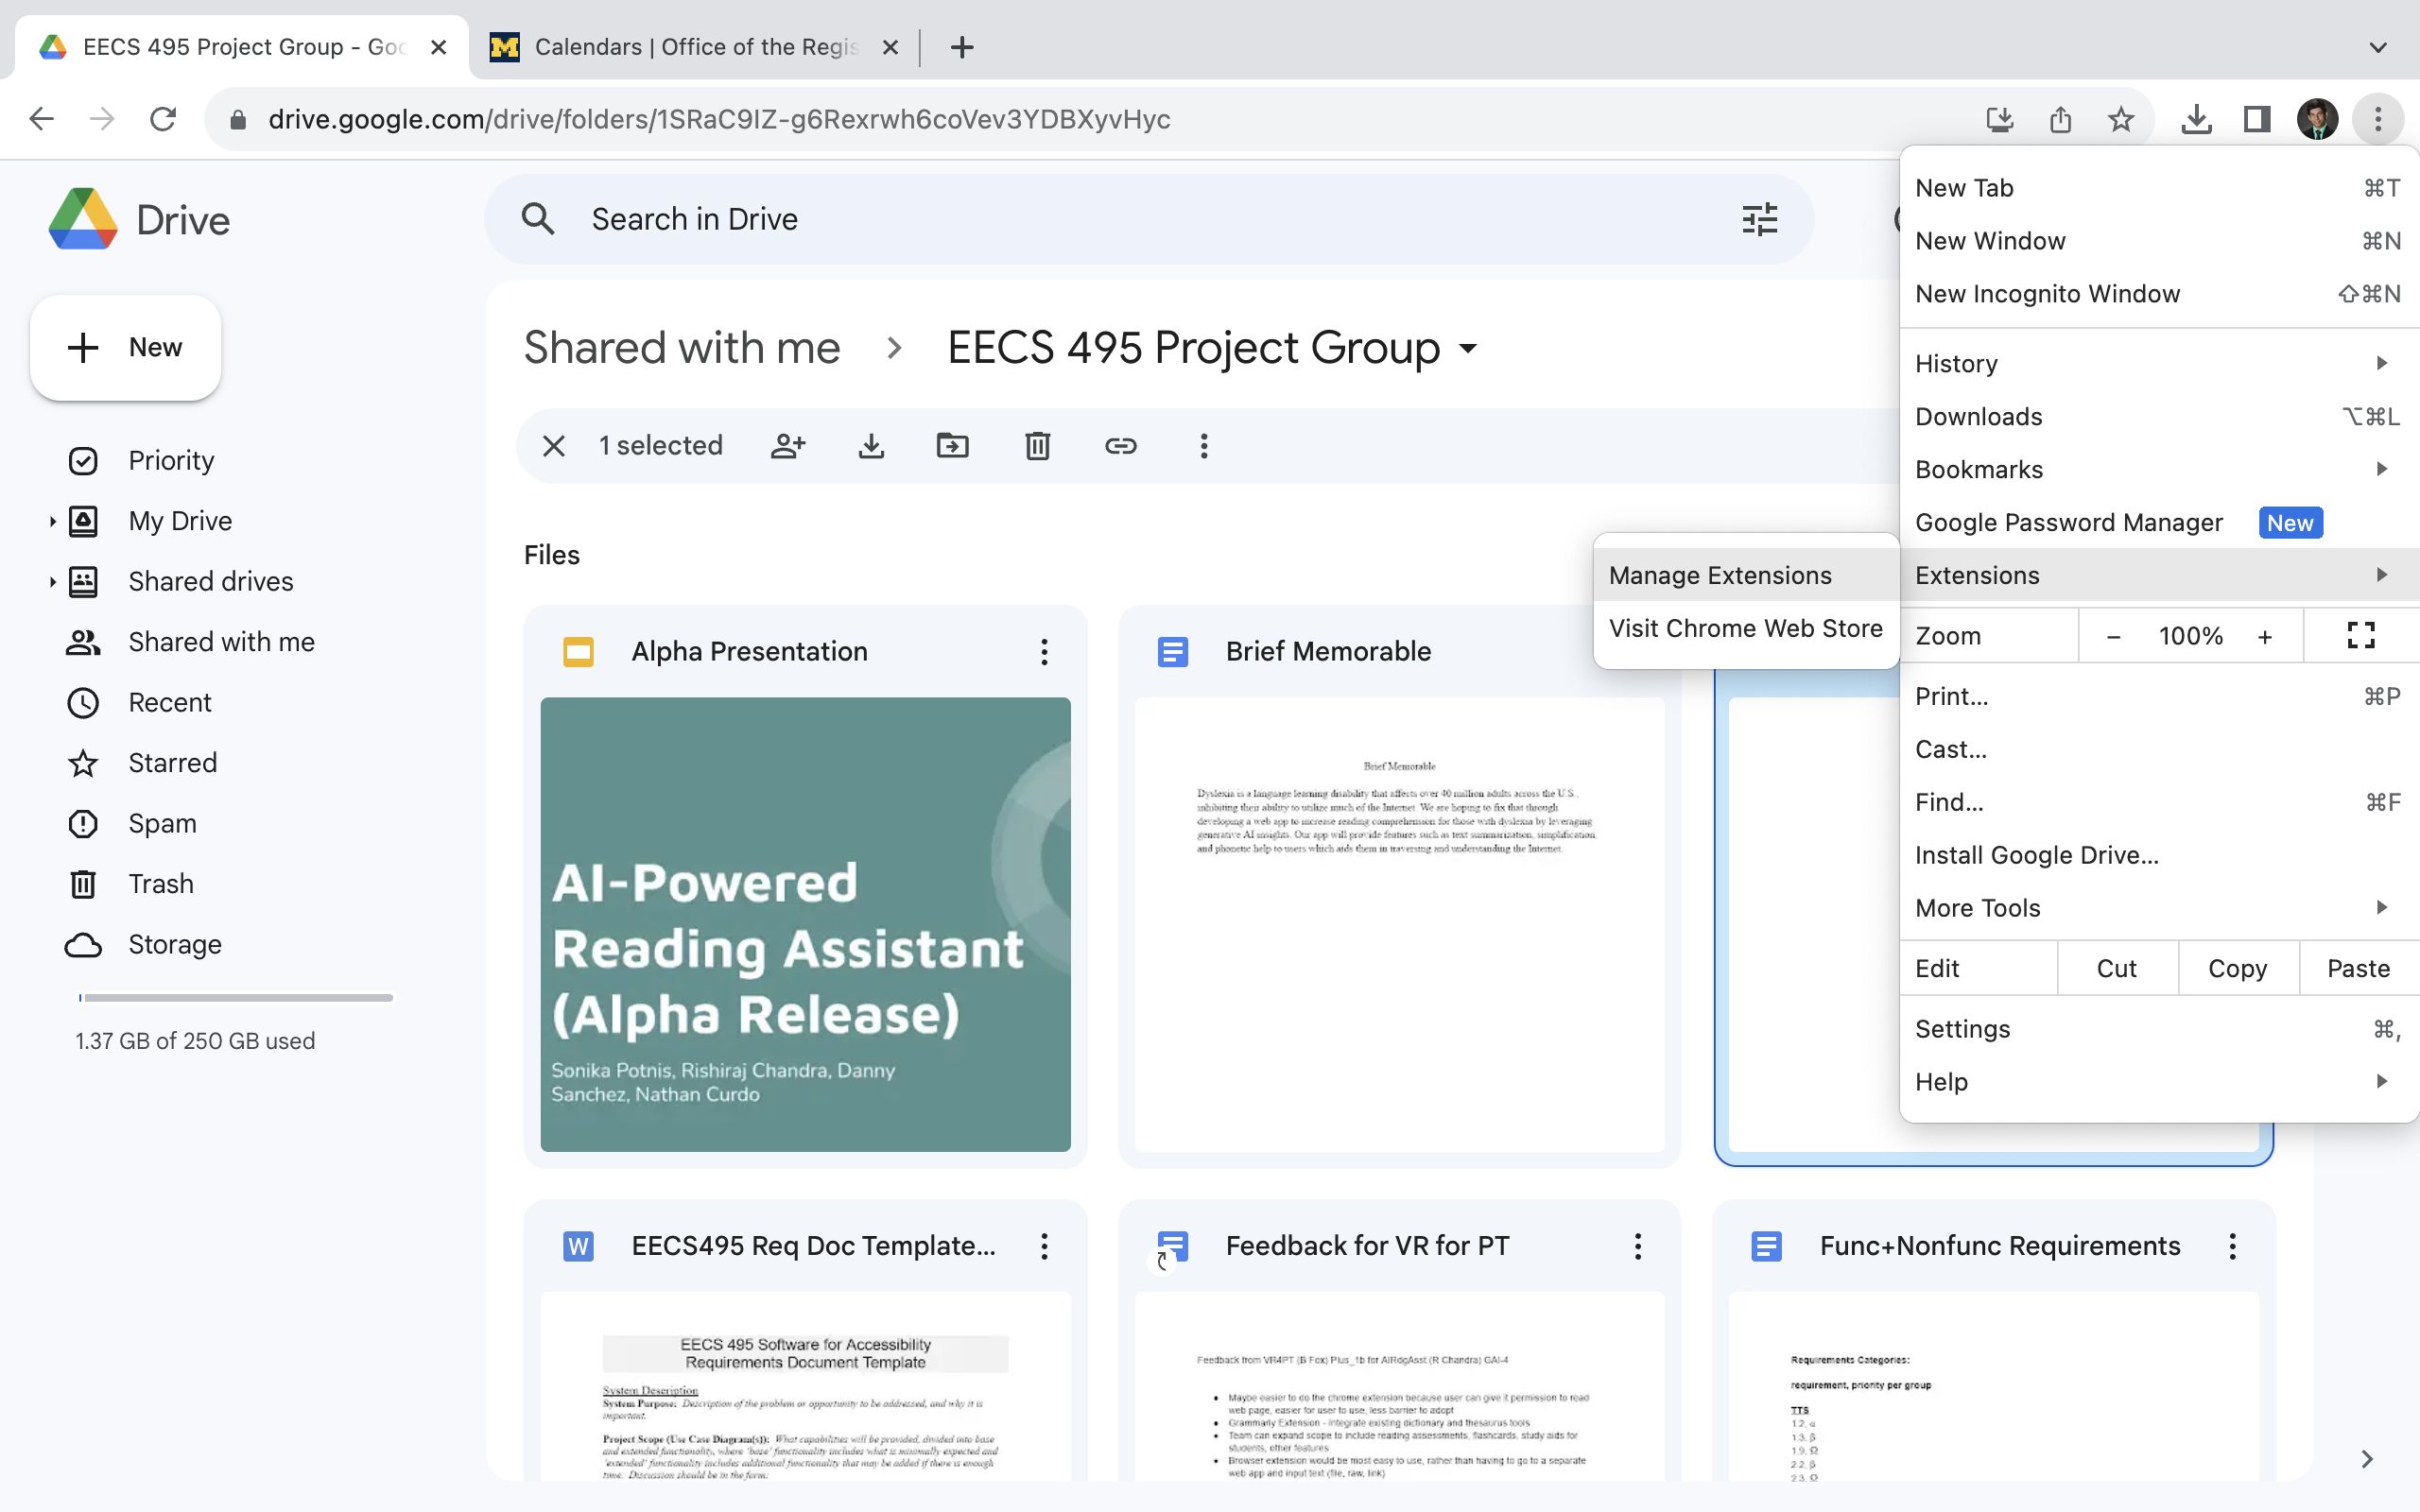 EECS 495 Project Group - Goo
Calendars | Office of the Regis
drive.google.com/drive/folders/1SRaC9IZ-g6Rexrwh6coVev3YDBXyvHyc
Drive
Search in Drive
New
Priority
My Drive
Shared drives
Shared with me
Recent
Starred
Spam
Trash
Storage
1.37 GB of 250 GB used
Shared with me
EECS 495 Project Group
1 selected
Files
Alpha Presentation
AI-Powered
Reading Assistant
(Alpha Release)
Sonika Potnis, Rishiraj Chandra, Danny
Sanchez, Nathan Curdo
Brief Memorable
Brief Memorable
Dyslexia is a language learning disability that affects over 40 million adults across the U.S.,
inhibiting their ability to utilize much of the Internet. We are hoping to fix that through
developing a web app to increase reading comprehension for those with dyslexia by leveraging
generative AI insights. Our app will provide features such as text summarization, simplification,
and phonetic help to users which aids them in traversing and understanding the Internet.
EECS495 Req Doc Template...
EECS 495 Software for Accessibility
Requirements Document Template
System Description
System Purpose: Description of the problem or opportunity to be addressed, and why it is
important.
Project Scope (Use Case Diagram(s)): What capabilities will be provided, divided into base
and extended functionality, where 'base' functionality includes what is minimally expected and
'extended' functionality includes additional functionality that may be added if there is enough
time. Discussion should be in the form:
Feedback for VR for PT
Feedback from VR4PT (B Fox) Plus_1b for AIRdgAsst (R Chandra) GAI-4
• Maybe easier to do the chrome extension because user can give it permission to read
web page, easier for user to use, less barrier to adopt
• Grammarly Extension - Integrate existing dictionary and thesaurus tools
• Team can expand scope to include reading assessments, flashcards, study aids for
students, other features
• Browser extension would be most easy to use, rather than having to go to a separate
web app and input text (file, raw, link)
Func+Nonfunc Requirements
Requirements Categories:
requirement, priority per group
TTS
1.2, α
1.3, β
1.9, Ω
2.2, β
2.3, Ω
New Tab ⌘T
New Window ⌘N
New Incognito Window ⇧⌘N
History
Downloads ⌥⌘L
Bookmarks
Google Password Manager New
Extensions
Manage Extensions
Visit Chrome Web Store
Zoom − 100% +
Print... ⌘P
Cast...
Find... ⌘F
Install Google Drive...
More Tools
Edit Cut Copy Paste
Settings ⌘,
Help